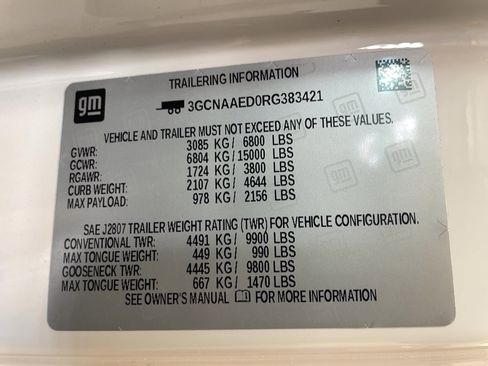 gm
TRAILERING INFORMATION
3GCNAAED0RG383421
VEHICLE AND TRAILER MUST NOT EXCEED ANY OF THESE VALUES.
GVWR: 3085 KG/ 6800 LBS
GCWR: 6804 KG/ 15000 LBS
RGAWR: 1724 KG/ 3800 LBS
CURB WEIGHT: 2107 KG/ 4644 LBS
MAX PAYLOAD: 978 KG/ 2156 LBS
SAE J2807 TRAILER WEIGHT RATING (TWR) FOR VEHICLE CONFIGURATION.
CONVENTIONAL TWR: 4491 KG/ 9900 LBS
MAX TONGUE WEIGHT: 449 KG/ 990 LBS
GOOSENECK TWR: 4445 KG/ 9800 LBS
MAX TONGUE WEIGHT: 667 KG/ 1470 LBS
SEE OWNER'S MANUAL FOR MORE INFORMATION